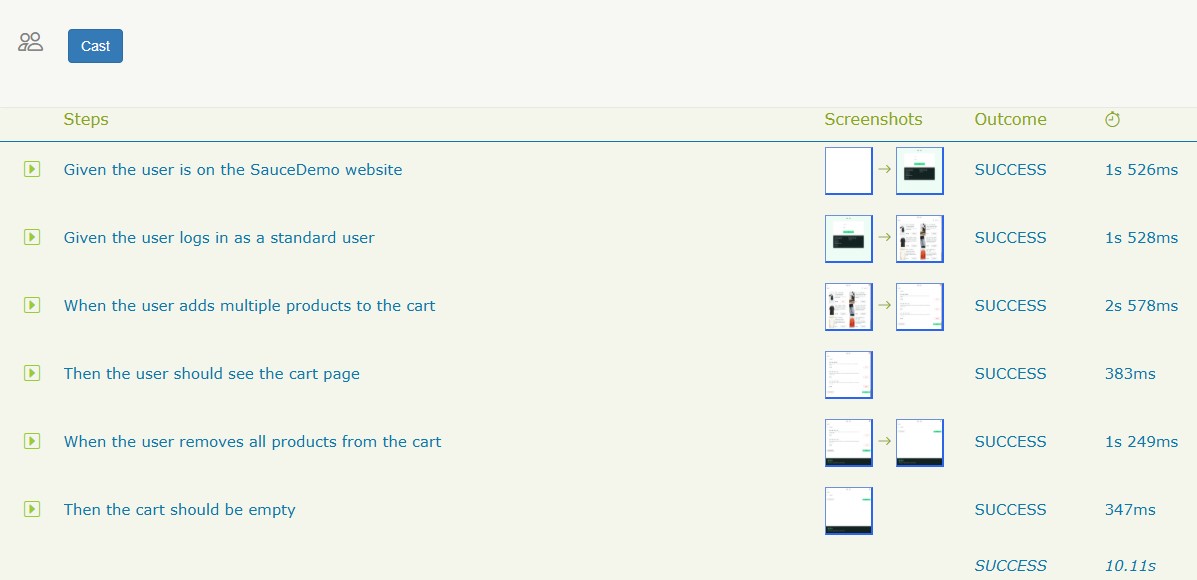 Cast
Steps Screenshots Outcome
Given the user is on the SauceDemo website SUCCESS 1s 526ms
Given the user logs in as a standard user SUCCESS 1s 528ms
When the user adds multiple products to the cart SUCCESS 2s 578ms
Then the user should see the cart page SUCCESS 383ms
When the user removes all products from the cart SUCCESS 1s 249ms
Then the cart should be empty SUCCESS 347ms
SUCCESS 10.11s